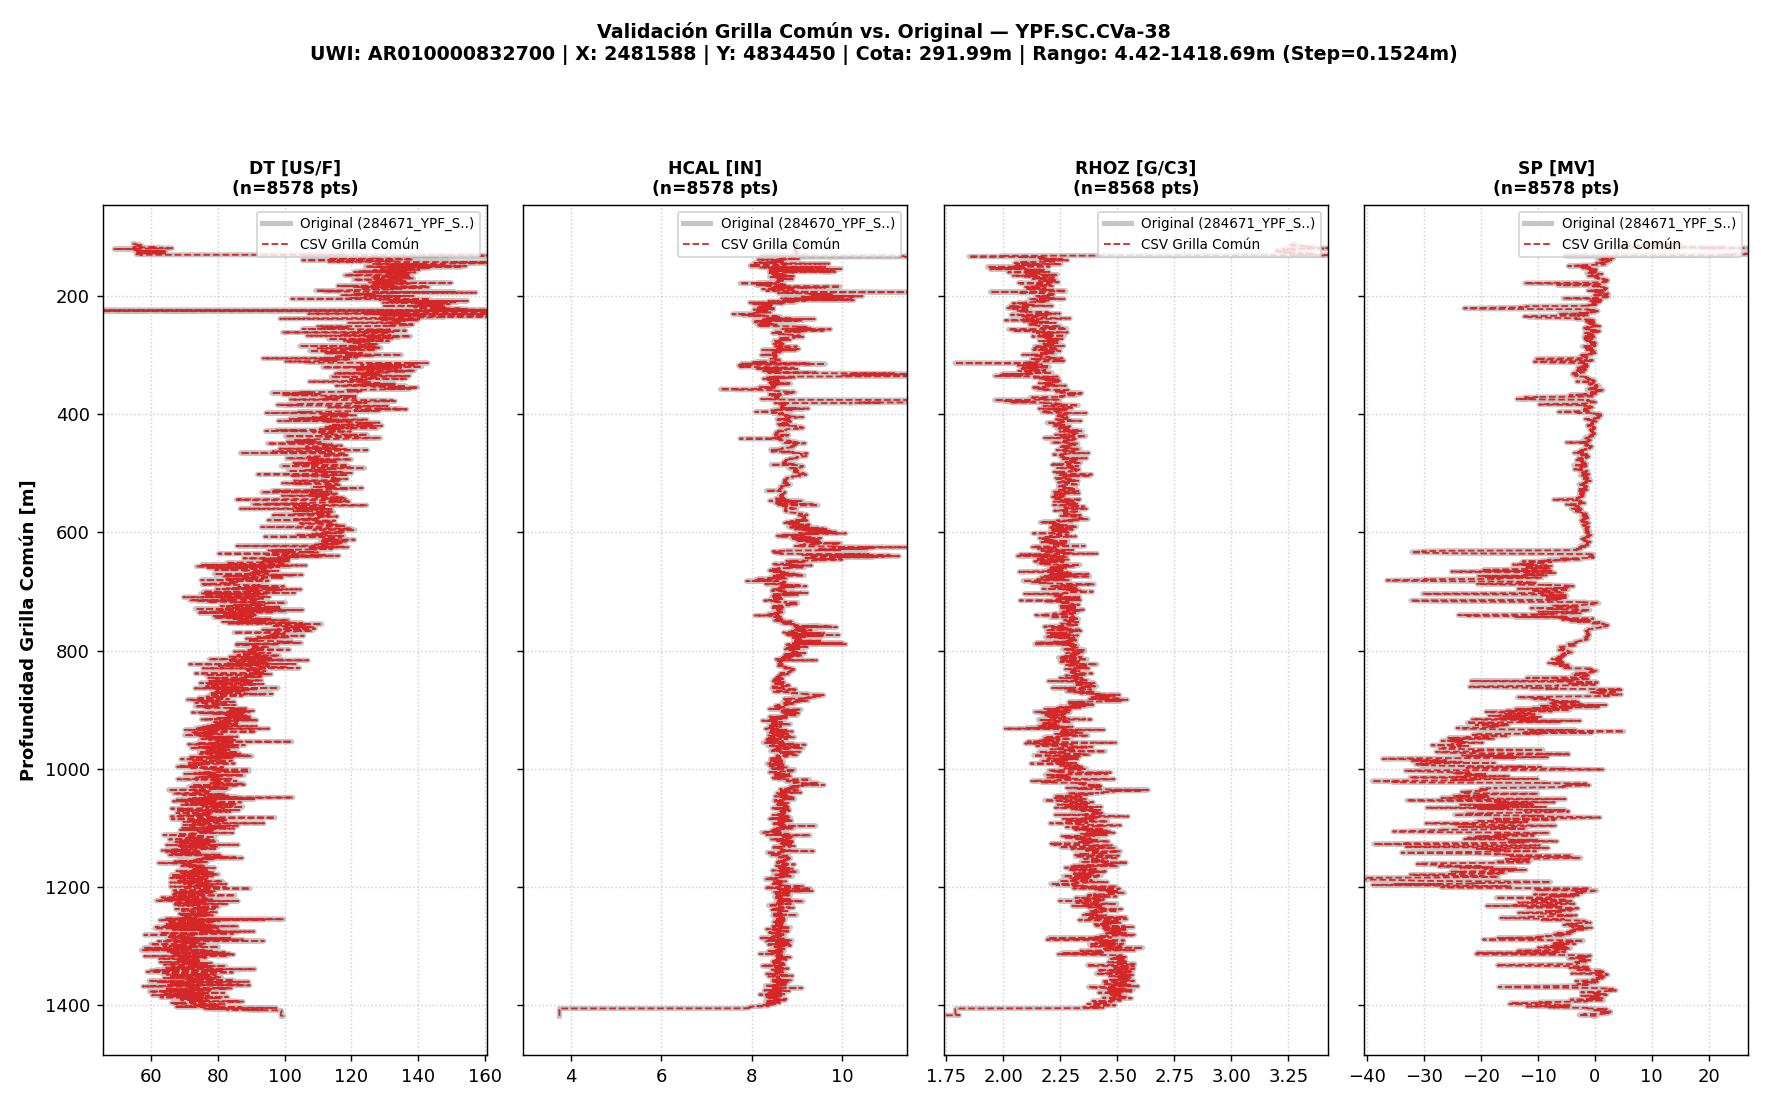 Validación Grilla Común vs. Original — YPF.SC.CVa-38
UWI: AR010000832700 | X: 2481588 | Y: 4834450 | Cota: 291.99m | Rango: 4.42-1418.69m (Step=0.1524m)
DT [US/F]
(n=8578 pts)
HCAL [IN]
(n=8578 pts)
RHOZ [G/C3]
(n=8568 pts)
SP [MV]
(n=8578 pts)
Original (284671_YPF_S..)
CSV Grilla Común
Original (284670_YPF_S..)
CSV Grilla Común
Original (284671_YPF_S..)
CSV Grilla Común
Original (284671_YPF_S..)
CSV Grilla Común
Profundidad Grilla Común [m]
200
400
600
800
1000
1200
1400
60 80 100 120 140 160
4 6 8 10
1.75 2.00 2.25 2.50 2.75 3.00 3.25
−40 −30 −20 −10 0 10 20